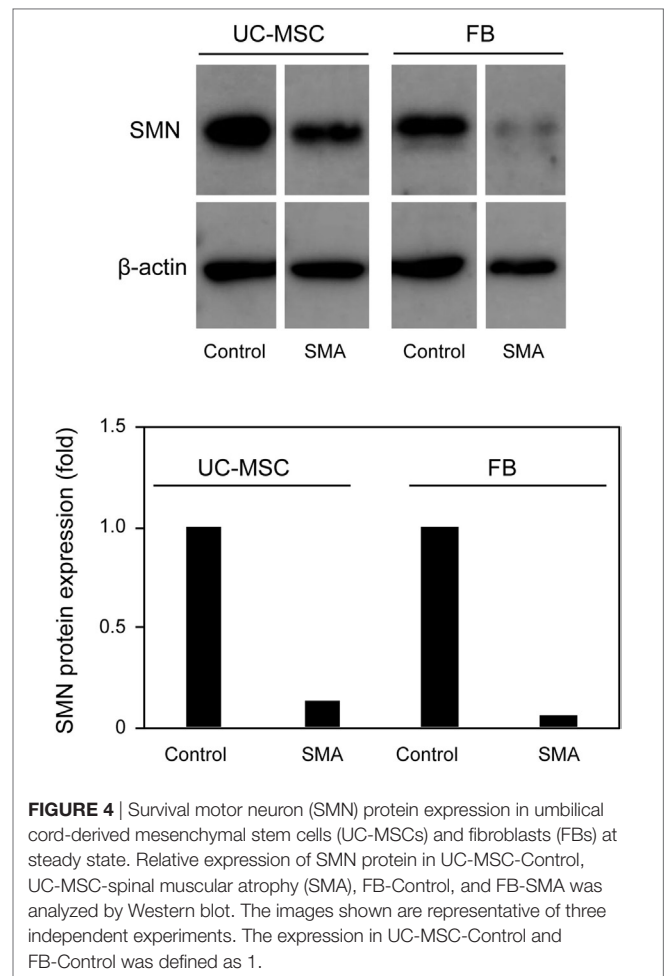 UC-MSC FB
SMN
β-actin
Control SMA Control SMA
1.5
UC-MSC FB
1.0
0.5
0
SMN protein expression (fold)
Control SMA Control SMA
FIGURE 4 | Survival motor neuron (SMN) protein expression in umbilical
cord-derived mesenchymal stem cells (UC-MSCs) and fibroblasts (FBs) at
steady state. Relative expression of SMN protein in UC-MSC-Control,
UC-MSC-spinal muscular atrophy (SMA), FB-Control, and FB-SMA was
analyzed by Western blot. The images shown are representative of three
independent experiments. The expression in UC-MSC-Control and
FB-Control was defined as 1.